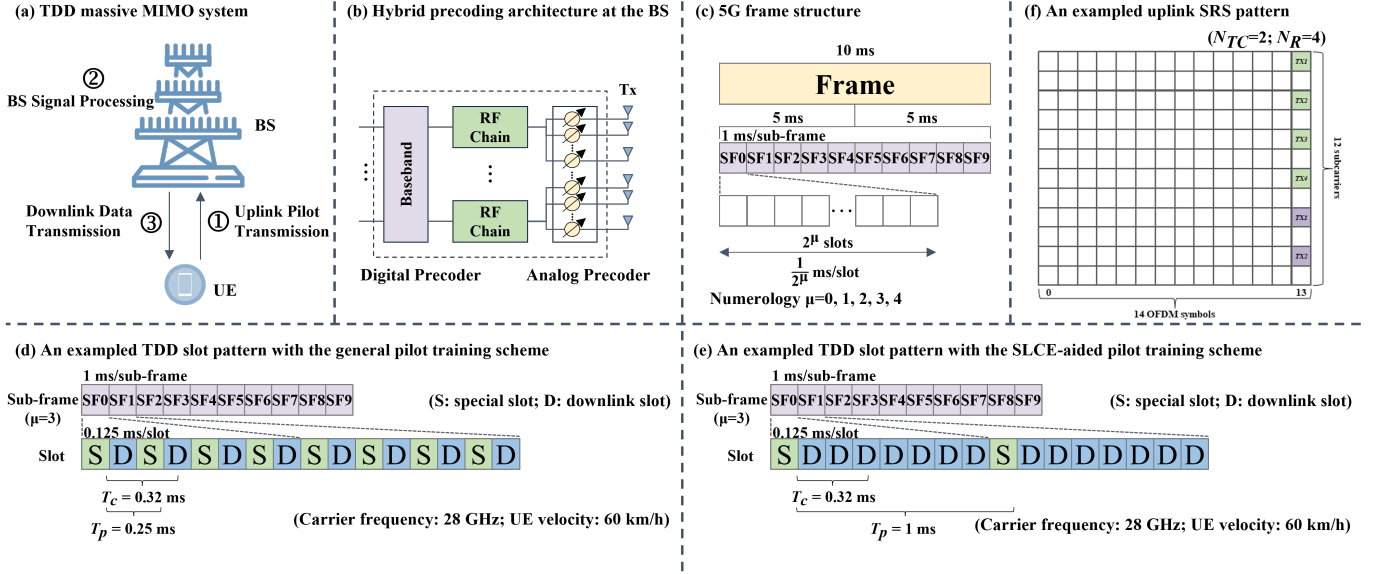 (a) TDD massive MIMO system
②
BS Signal Processing
BS
Downlink Data
Transmission
③
①
Uplink Pilot
Transmission
UE
(b) Hybrid precoding architecture at the BS
Tx
Baseband
RF
Chain
RF
Chain
Digital Precoder
Analog Precoder
(c) 5G frame structure
10 ms
Frame
5 ms
5 ms
1 ms/sub-frame
SF0 SF1 SF2 SF3 SF4 SF5 SF6 SF7 SF8 SF9
...
2^μ slots
1/2^μ ms/slot
Numerology μ=0, 1, 2, 3, 4
(f) An exampled uplink SRS pattern
(N_TC=2; N_R=4)
TX1
TX2
TX3
TX4
TX1
TX2
12 subcarriers
0
13
14 OFDM symbols
(d) An exampled TDD slot pattern with the general pilot training scheme
1 ms/sub-frame
Sub-frame
(μ=3)
SF0 SF1 SF2 SF3 SF4 SF5 SF6 SF7 SF8 SF9
(S: special slot; D: downlink slot)
0.125 ms/slot
Slot
S D S D S D S D S D S D S D S D
T_c = 0.32 ms
T_p = 0.25 ms
(Carrier frequency: 28 GHz; UE velocity: 60 km/h)
(e) An exampled TDD slot pattern with the SLCE-aided pilot training scheme
1 ms/sub-frame
Sub-frame
(μ=3)
SF0 SF1 SF2 SF3 SF4 SF5 SF6 SF7 SF8 SF9
(S: special slot; D: downlink slot)
0.125 ms/slot
Slot
S D D D D D D D S D D D D D D D
T_c = 0.32 ms
T_p = 1 ms
(Carrier frequency: 28 GHz; UE velocity: 60 km/h)